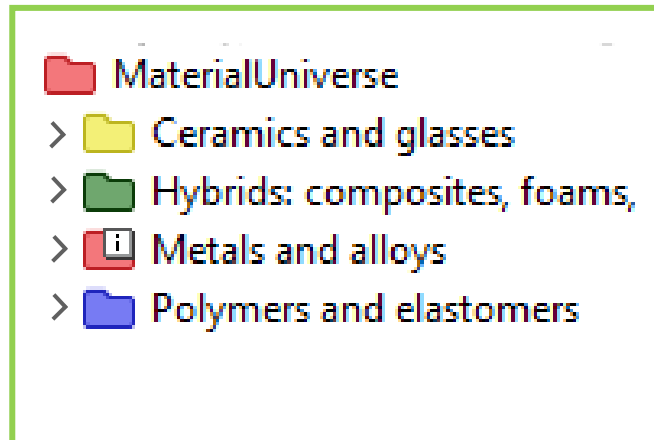 MaterialUniverse
Ceramics and glasses
Hybrids: composites, foams,
Metals and alloys
Polymers and elastomers